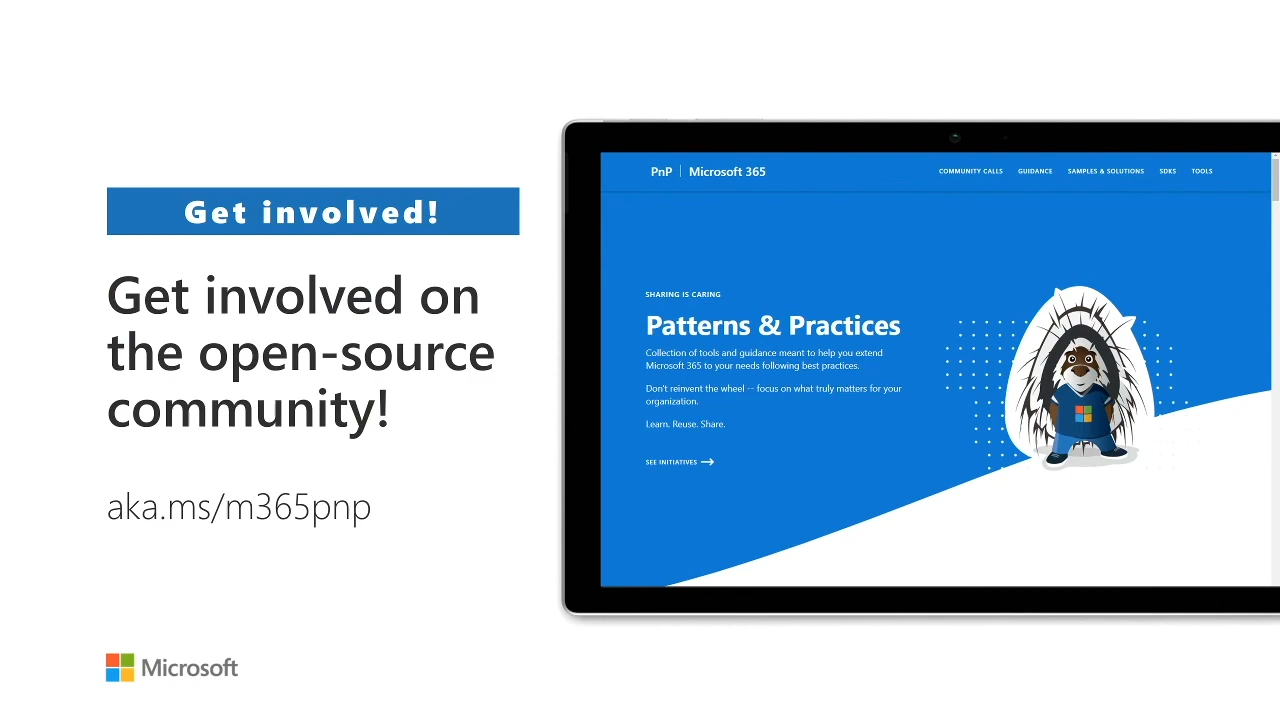 Get involved!
Get involved on
the open-source
community!
aka.ms/m365pnp
Microsoft
PnP | Microsoft 365
COMMUNITY CALLS GUIDANCE SAMPLES & SOLUTIONS SDKS TOOLS
SHARING IS CARING
Patterns & Practices
Collection of tools and guidance meant to help you extend
Microsoft 365 to your needs following best practices.
Don't reinvent the wheel -- focus on what truly matters for your
organization.
Learn. Reuse. Share.
SEE INITIATIVES